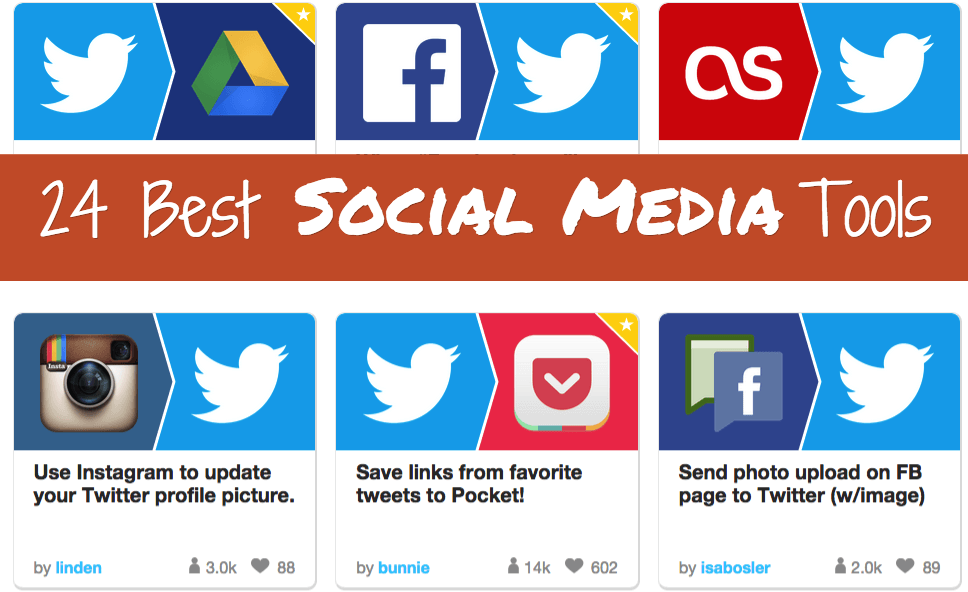 24 Best Social Media Tools
Insta
Use Instagram to update
your Twitter profile picture.
by linden 3.0k 88
Save links from favorite
tweets to Pocket!
by bunnie 14k 602
Send photo upload on FB
page to Twitter (w/image)
by isabosler 2.0k 89